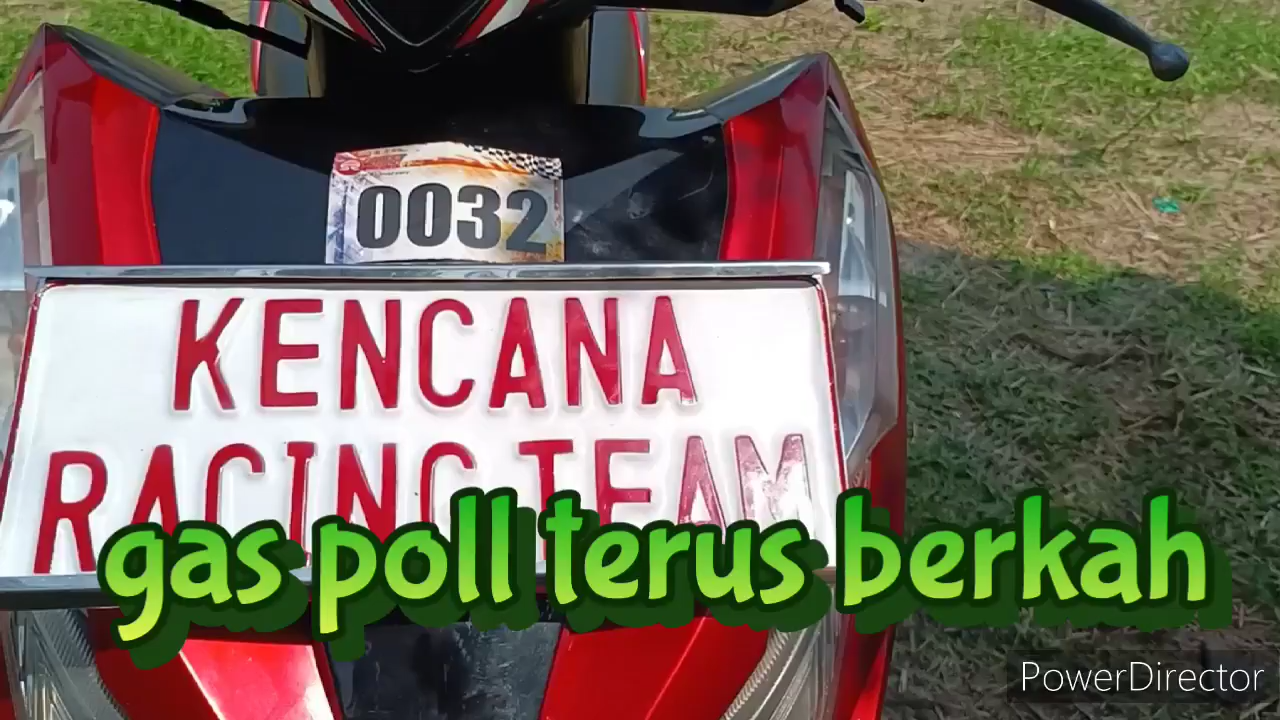 0032
KENCANA
RACING TEAM
gas poll terus berkah
PowerDirector